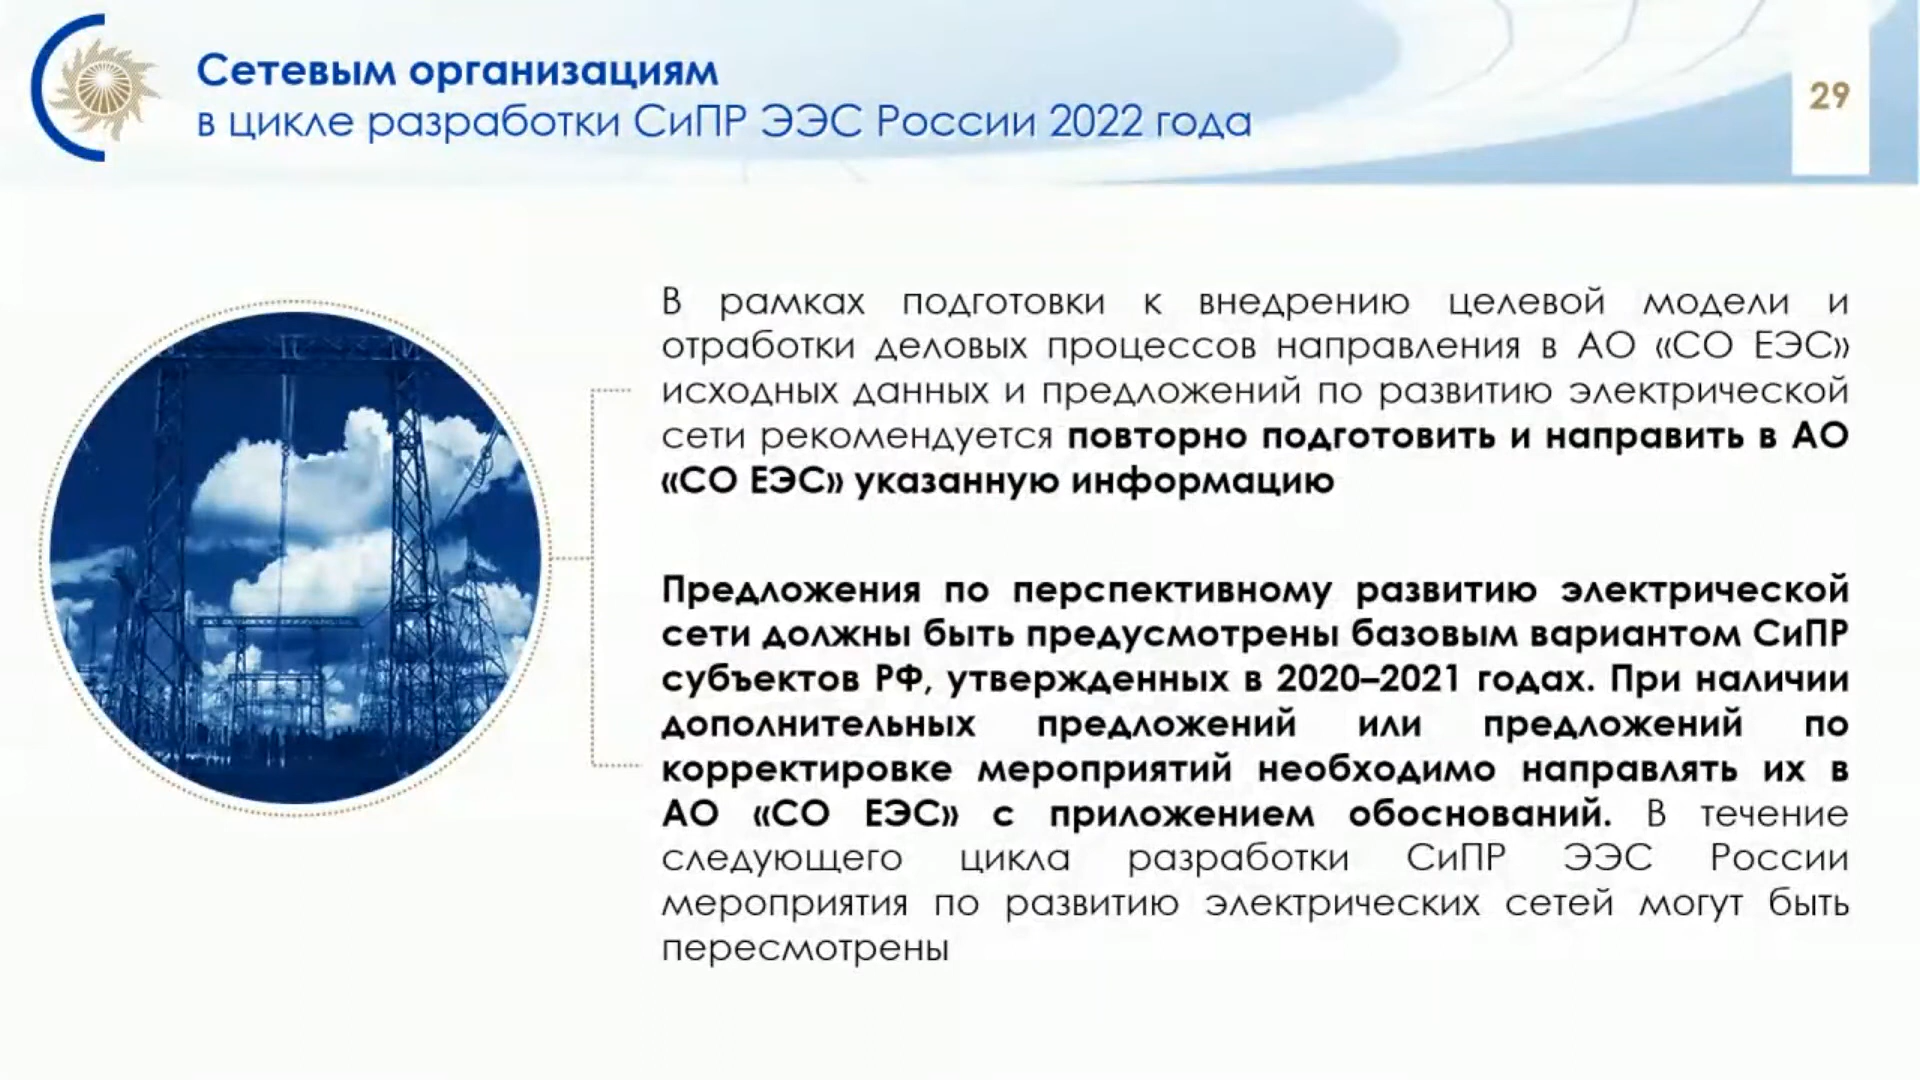 Сетевым организациям
в цикле разработки СиПР ЭЭС России 2022 года
29
В рамках подготовки к внедрению целевой модели и
отработки деловых процессов направления в АО «СО ЕЭС»
исходных данных и предложений по развитию электрической
сети рекомендуется повторно подготовить и направить в АО
«СО ЕЭС» указанную информацию
Предложения по перспективному развитию электрической
сети должны быть предусмотрены базовым вариантом СиПР
субъектов РФ, утвержденных в 2020–2021 годах. При наличии
дополнительных предложений или предложений по
корректировке мероприятий необходимо направлять их в
АО «СО ЕЭС» с приложением обоснований. В течение
следующего цикла разработки СиПР ЭЭС России
мероприятия по развитию электрических сетей могут быть
пересмотрены